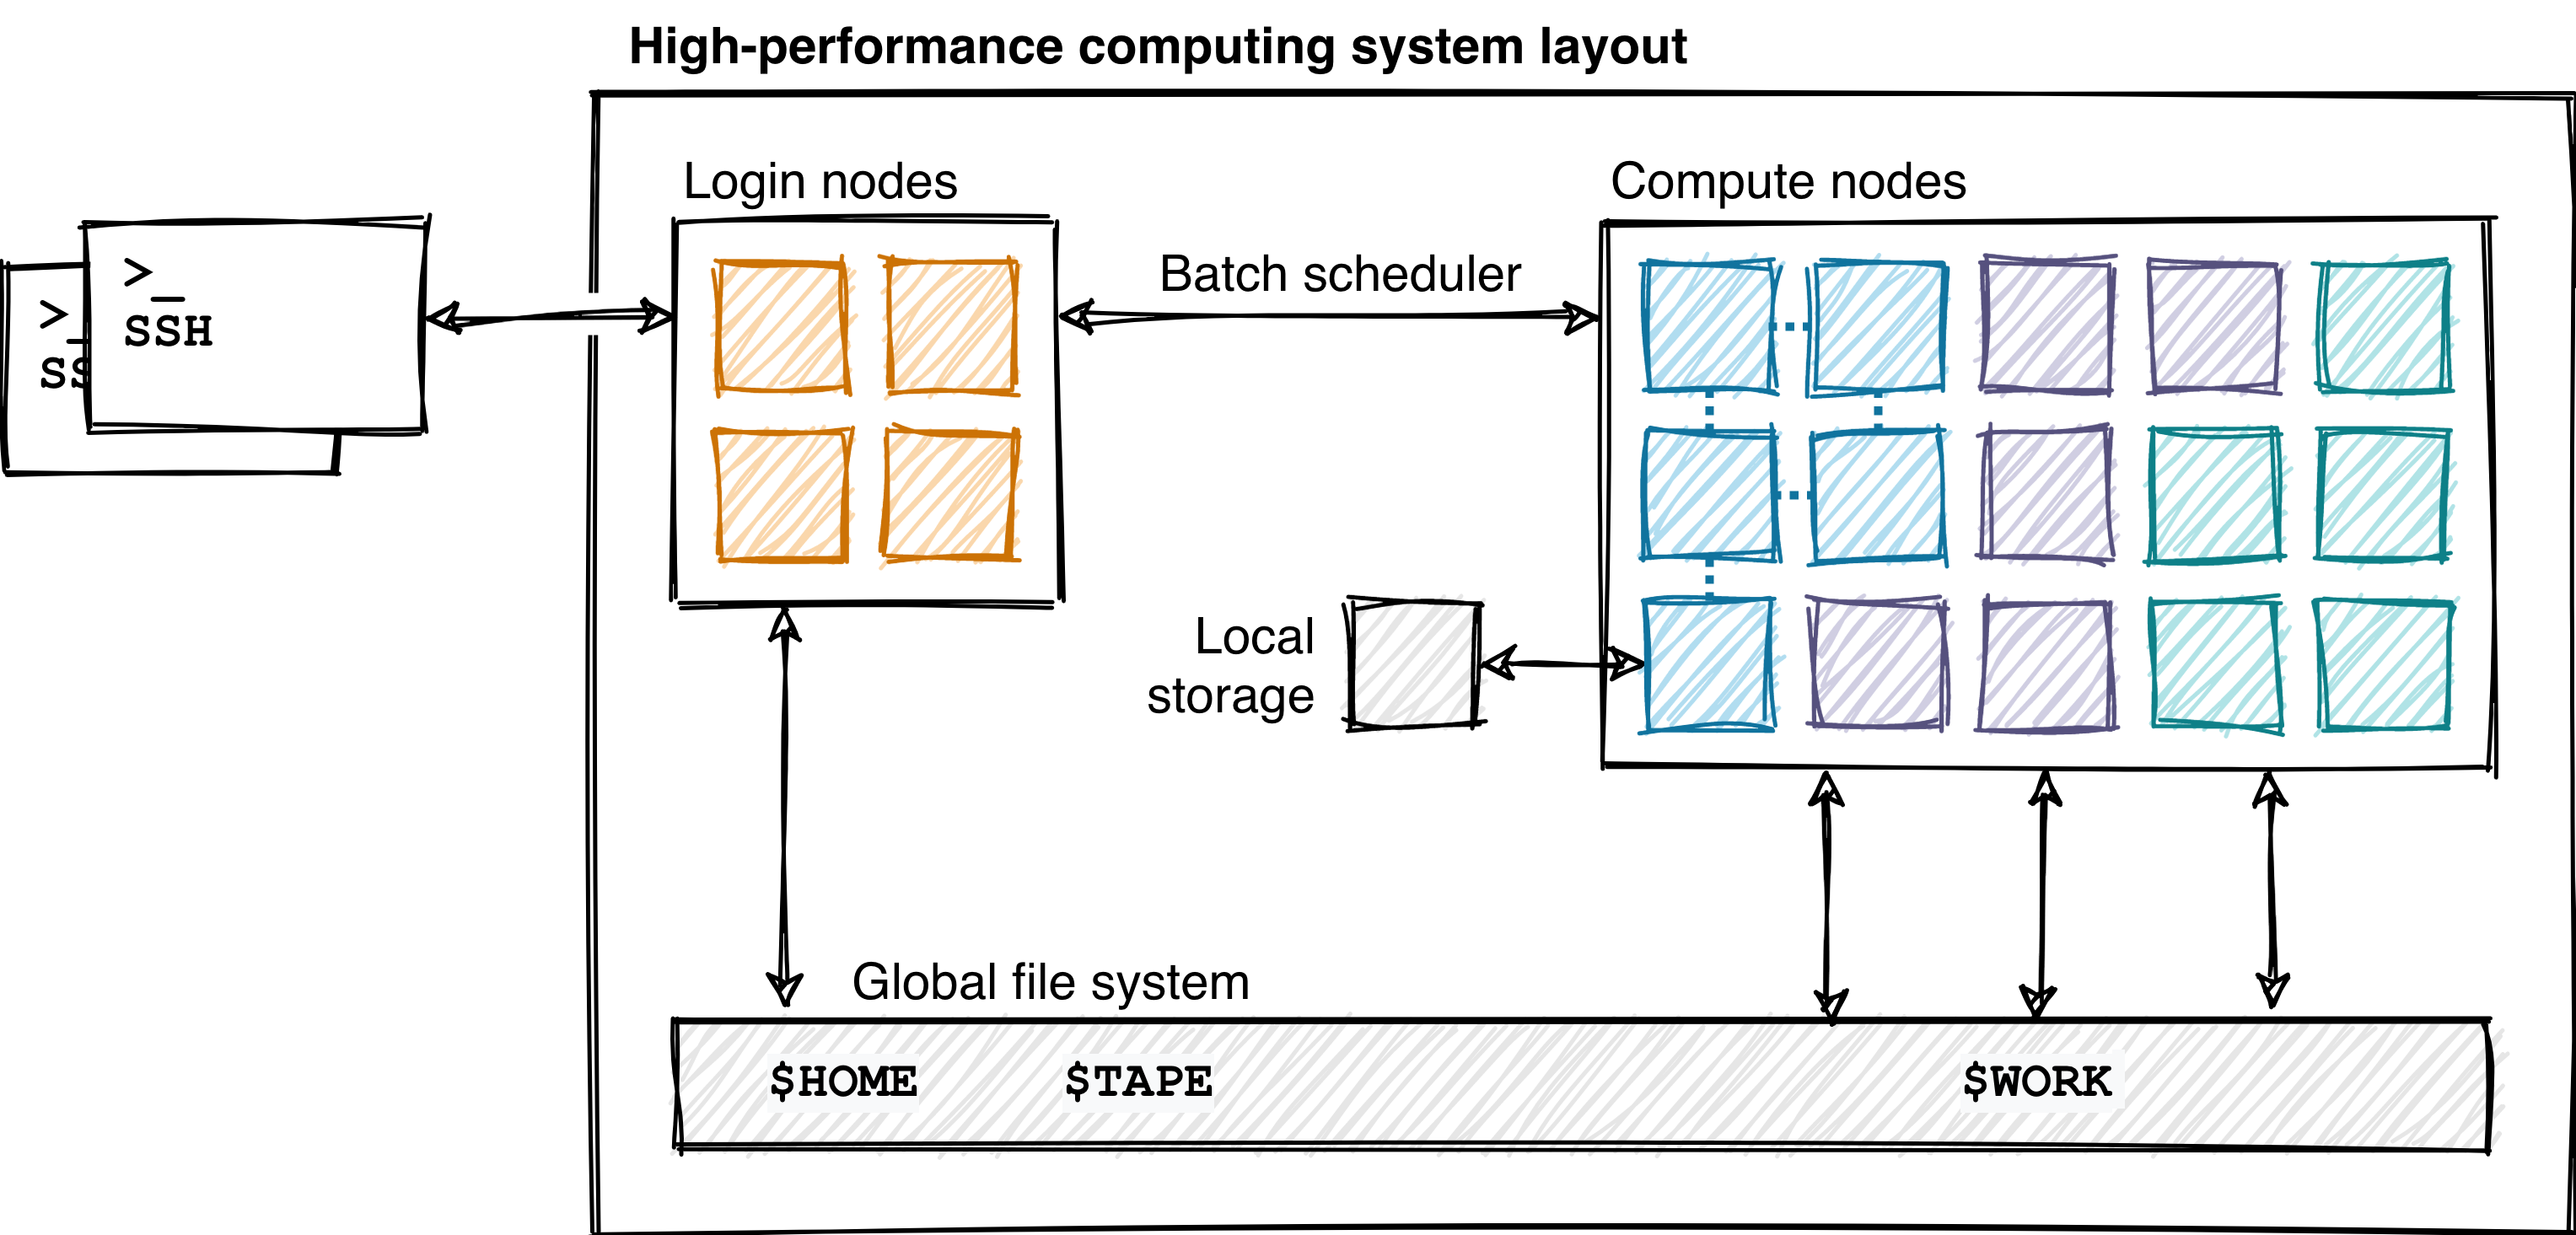 High-performance computing system layout
Login nodes
Compute nodes
>_
SSH
>_
SS
Batch scheduler
Local
storage
Global file system
$HOME
$TAPE
$WORK